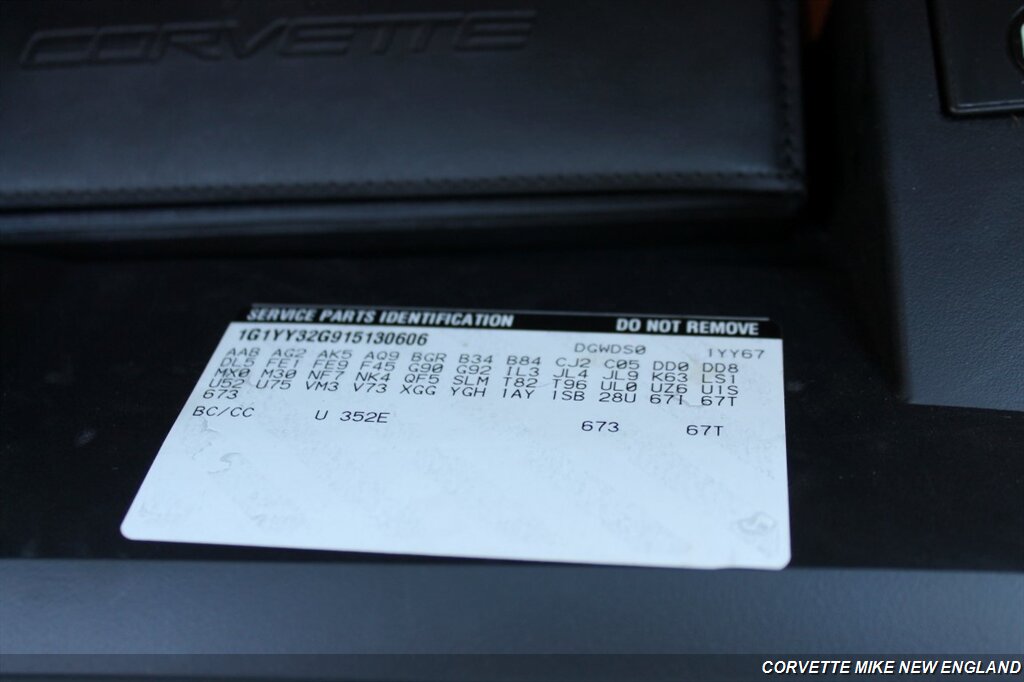 CORVETTE
SERVICE PARTS IDENTIFICATION DO NOT REMOVE
1G1YY32G915130606 DGWDS0 1YY67
AAB AG2 AK5 AQ9 BGR B34 B84 CJ2 C05 DD0 DD8
DL5 FE1 FE9 F45 G90 G92 IL3 JL4 JL9 K63 LS1
MX0 M30 NF7 NK4 QF5 SLM T82 T96 UL0 UZ6 U1S
U52 U75 VM3 V73 XGG YGH 1AY 1SB 28U 67I 67T
673
BC/CC U 352E 673 67T
CORVETTE MIKE NEW ENGLAND